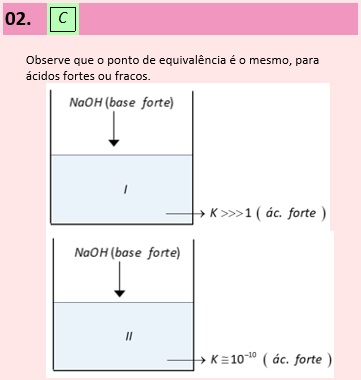 02. C
Observe que o ponto de equivalência é o mesmo, para
ácidos fortes ou fracos.
NaOH (base forte)
I
K >>> 1 ( ác. forte )
NaOH (base forte)
II
K ≅ 10⁻¹⁰ ( ác. forte )